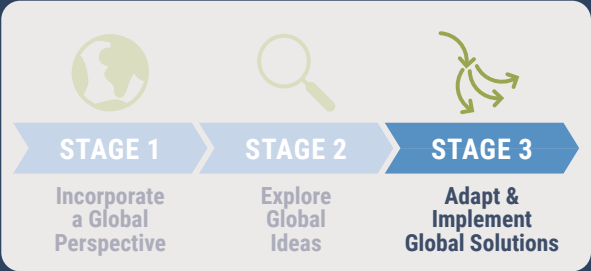 STAGE 1
Incorporate
a Global
Perspective
STAGE 2
Explore
Global
Ideas
STAGE 3
Adapt &
Implement
Global Solutions